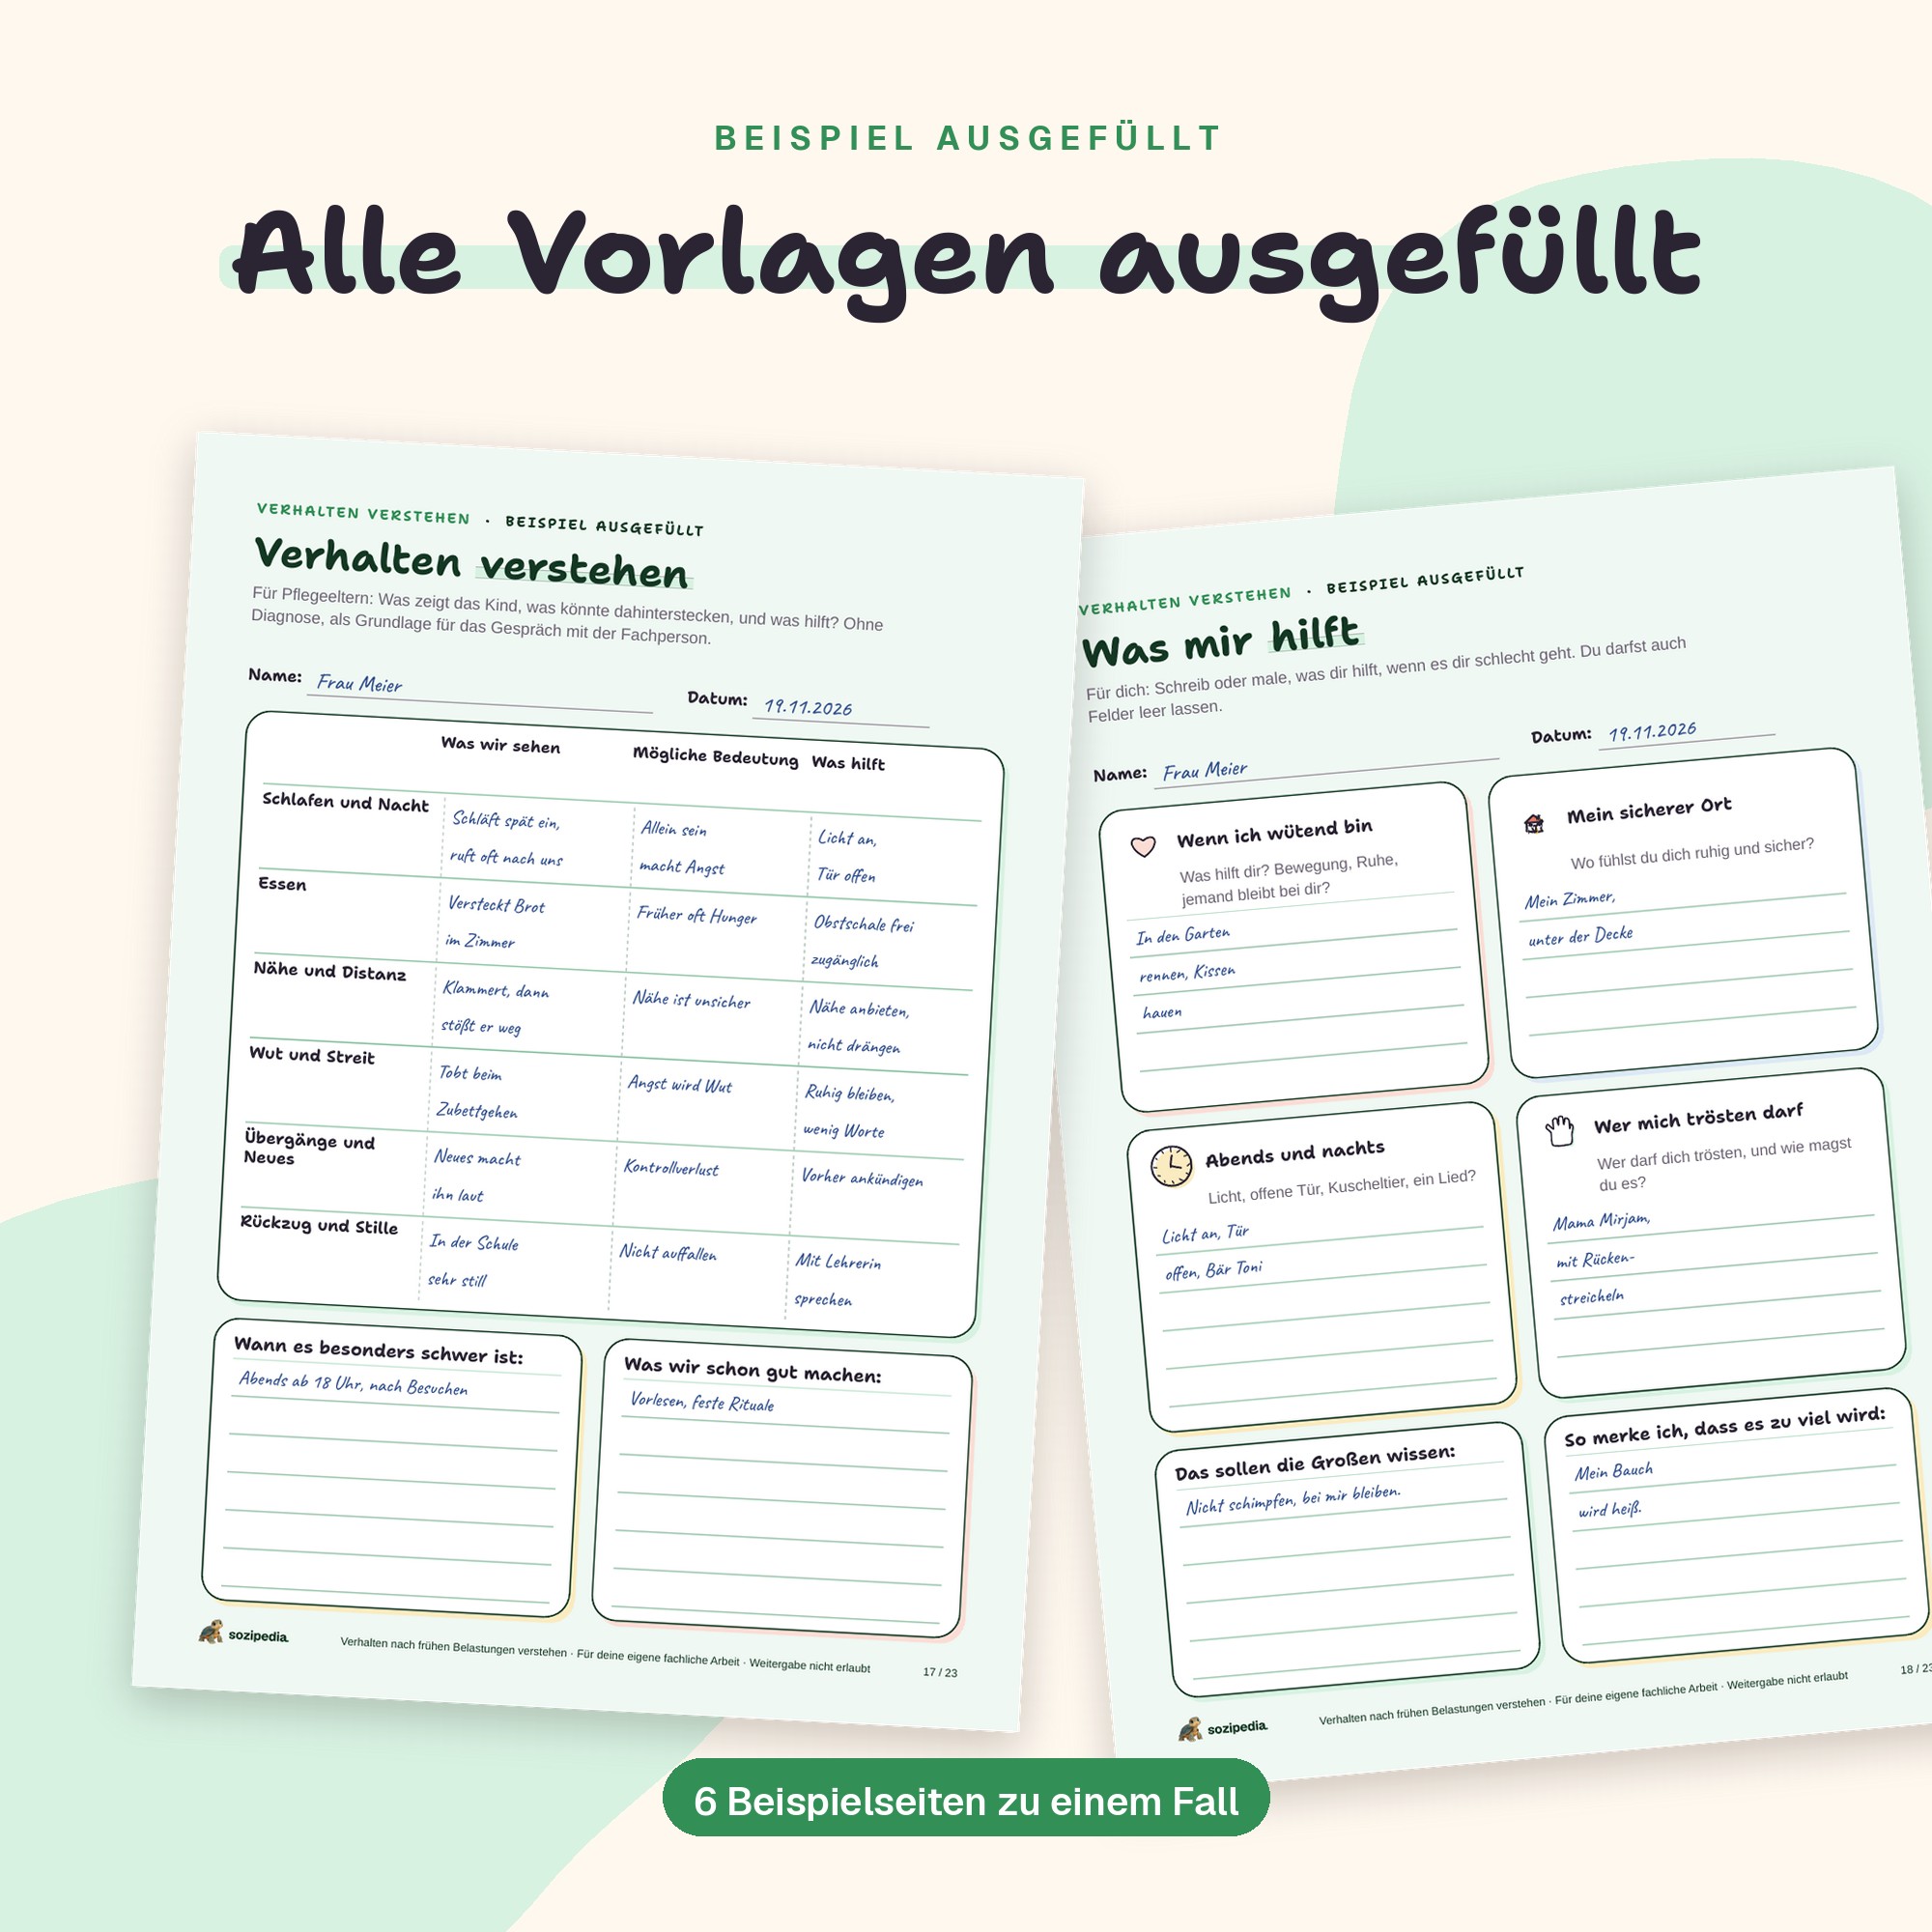 BEISPIEL AUSGEFÜLLT
Alle Vorlagen ausgefüllt
VERHALTEN VERSTEHEN · BEISPIEL AUSGEFÜLLT
Verhalten verstehen
Für Pflegeeltern: Was zeigt das Kind, was könnte dahinterstecken, und was hilft? Ohne
Diagnose, als Grundlage für das Gespräch mit der Fachperson.
Name: Frau Meier Datum: 19.11.2026
Was wir sehen Mögliche Bedeutung Was hilft
Schlafen und Nacht
Schläft spät ein,
ruft oft nach uns
Allein sein
macht Angst
Licht an,
Tür offen
Essen
Versteckt Brot
im Zimmer
Früher oft Hunger
Obstschale frei
zugänglich
Nähe und Distanz
Klammert, dann
stößt er weg
Nähe ist unsicher
Nähe anbieten,
nicht drängen
Wut und Streit
Tobt beim
Zubettgehen
Angst wird Wut
Ruhig bleiben,
wenig Worte
Übergänge und
Neues
Neues macht
ihn laut
Kontrollverlust
Vorher ankündigen
Rückzug und Stille
In der Schule
sehr still
Nicht auffallen
Mit Lehrerin
sprechen
Wann es besonders schwer ist:
Abends ab 18 Uhr, nach Besuchen
Was wir schon gut machen:
Vorlesen, feste Rituale
sozipedia.
Verhalten nach frühen Belastungen verstehen · Für deine eigene fachliche Arbeit · Weitergabe nicht erlaubt
17 / 23
VERHALTEN VERSTEHEN · BEISPIEL AUSGEFÜLLT
Was mir hilft
Für dich: Schreib oder male, was dir hilft, wenn es dir schlecht geht. Du darfst auch
Felder leer lassen.
Name: Frau Meier Datum: 19.11.2026
Wenn ich wütend bin
Was hilft dir? Bewegung, Ruhe,
jemand bleibt bei dir?
In den Garten
rennen, Kissen
hauen
Mein sicherer Ort
Wo fühlst du dich ruhig und sicher?
Mein Zimmer,
unter der Decke
Abends und nachts
Licht, offene Tür, Kuscheltier, ein Lied?
Licht an, Tür
offen, Bär Toni
Wer mich trösten darf
Wer darf dich trösten, und wie magst
du es?
Mama Mirjam,
mit Rücken-
streicheln
Das sollen die Großen wissen:
Nicht schimpfen, bei mir bleiben.
So merke ich, dass es zu viel wird:
Mein Bauch
wird heiß.
sozipedia.
Verhalten nach frühen Belastungen verstehen · Für deine eigene fachliche Arbeit · Weitergabe nicht erlaubt
18 / 23
6 Beispielseiten zu einem Fall